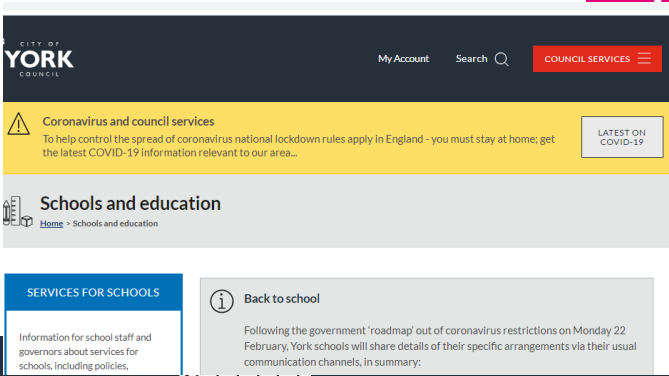 CITY OF
YORK
COUNCIL
My Account
Search
COUNCIL SERVICES
Coronavirus and council services
To help control the spread of coronavirus national lockdown rules apply in England - you must stay at home; get
the latest COVID-19 information relevant to our area...
LATEST ON
COVID-19
Schools and education
Home > Schools and education
SERVICES FOR SCHOOLS
Information for school staff and
governors about services for
schools, including policies,
Back to school
Following the government 'roadmap' out of coronavirus restrictions on Monday 22
February, York schools will share details of their specific arrangements via their usual
communication channels, in summary: